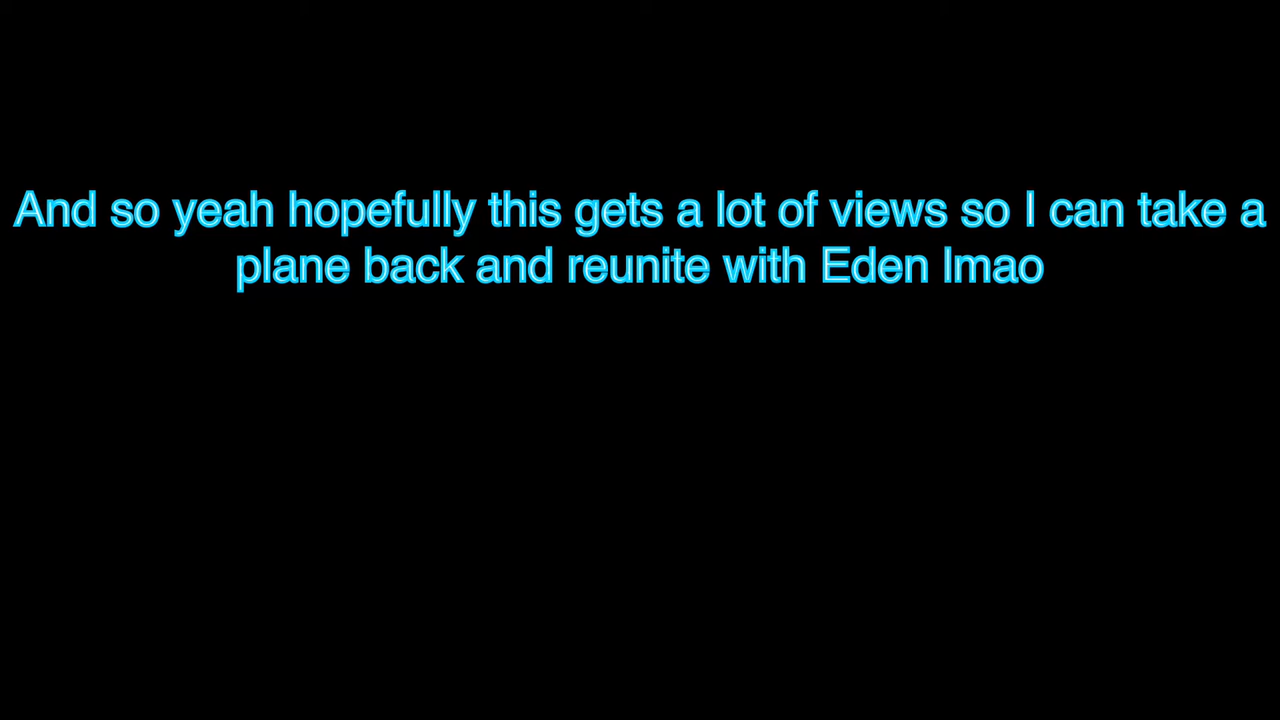 And so yeah hopefully this gets a lot of views so I can take a
plane back and reunite with Eden lmao